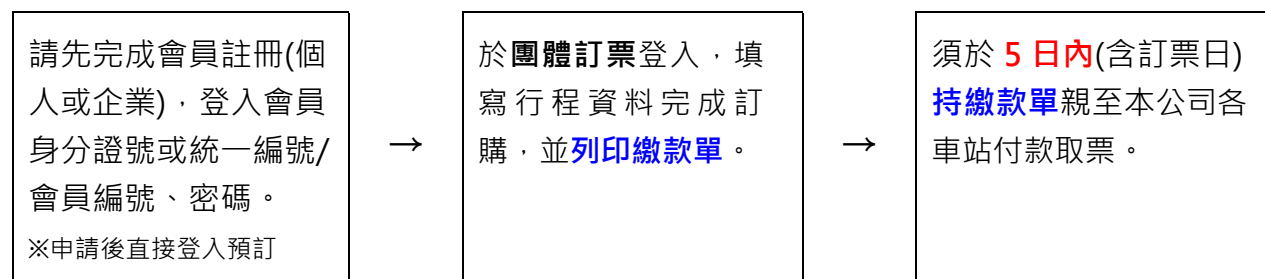 請先完成會員註冊(個
人或企業)，登入會員
身分證號或統一編號/
會員編號、密碼。
※申請後直接登入預訂
→
於團體訂票登入，填
寫行程資料完成訂
購，並列印繳款單。
→
須於 5 日內(含訂票日)
持繳款單親至本公司各
車站付款取票。